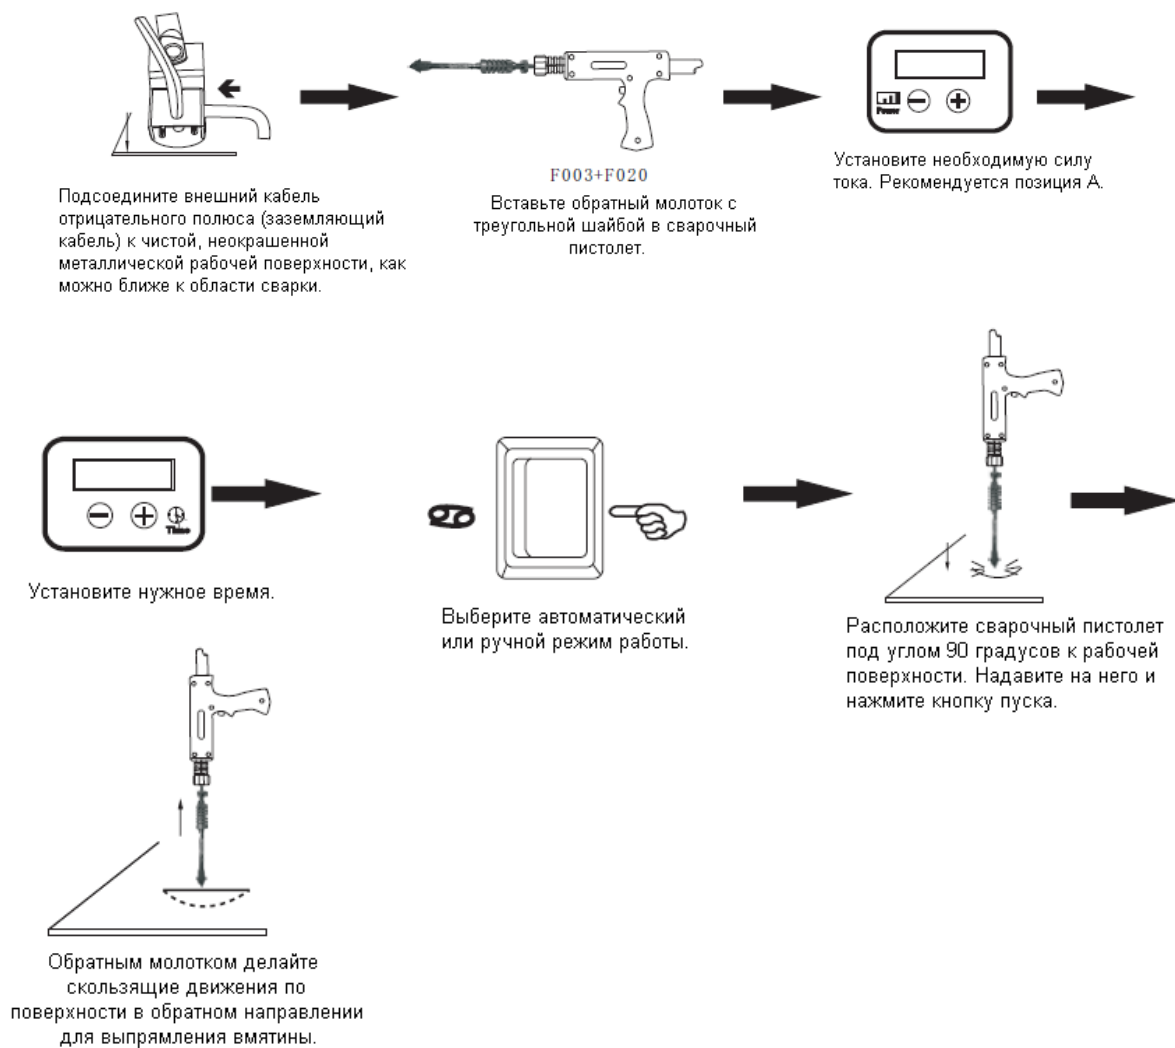 Подсоедините внешний кабель
отрицательного полюса (заземляющий
кабель) к чистой, неокрашенной
металлической рабочей поверхности, как
можно ближе к области сварки.
F003+F020
Вставьте обратный молоток с
треугольной шайбой в сварочный
пистолет.
Power
Установите необходимую силу
тока. Рекомендуется позиция А.
Time
Установите нужное время.
Выберите автоматический
или ручной режим работы.
Расположите сварочный пистолет
под углом 90 градусов к рабочей
поверхности. Надавите на него и
нажмите кнопку пуска.
Обратным молотком делайте
скользящие движения по
поверхности в обратном направлении
для выпрямления вмятины.